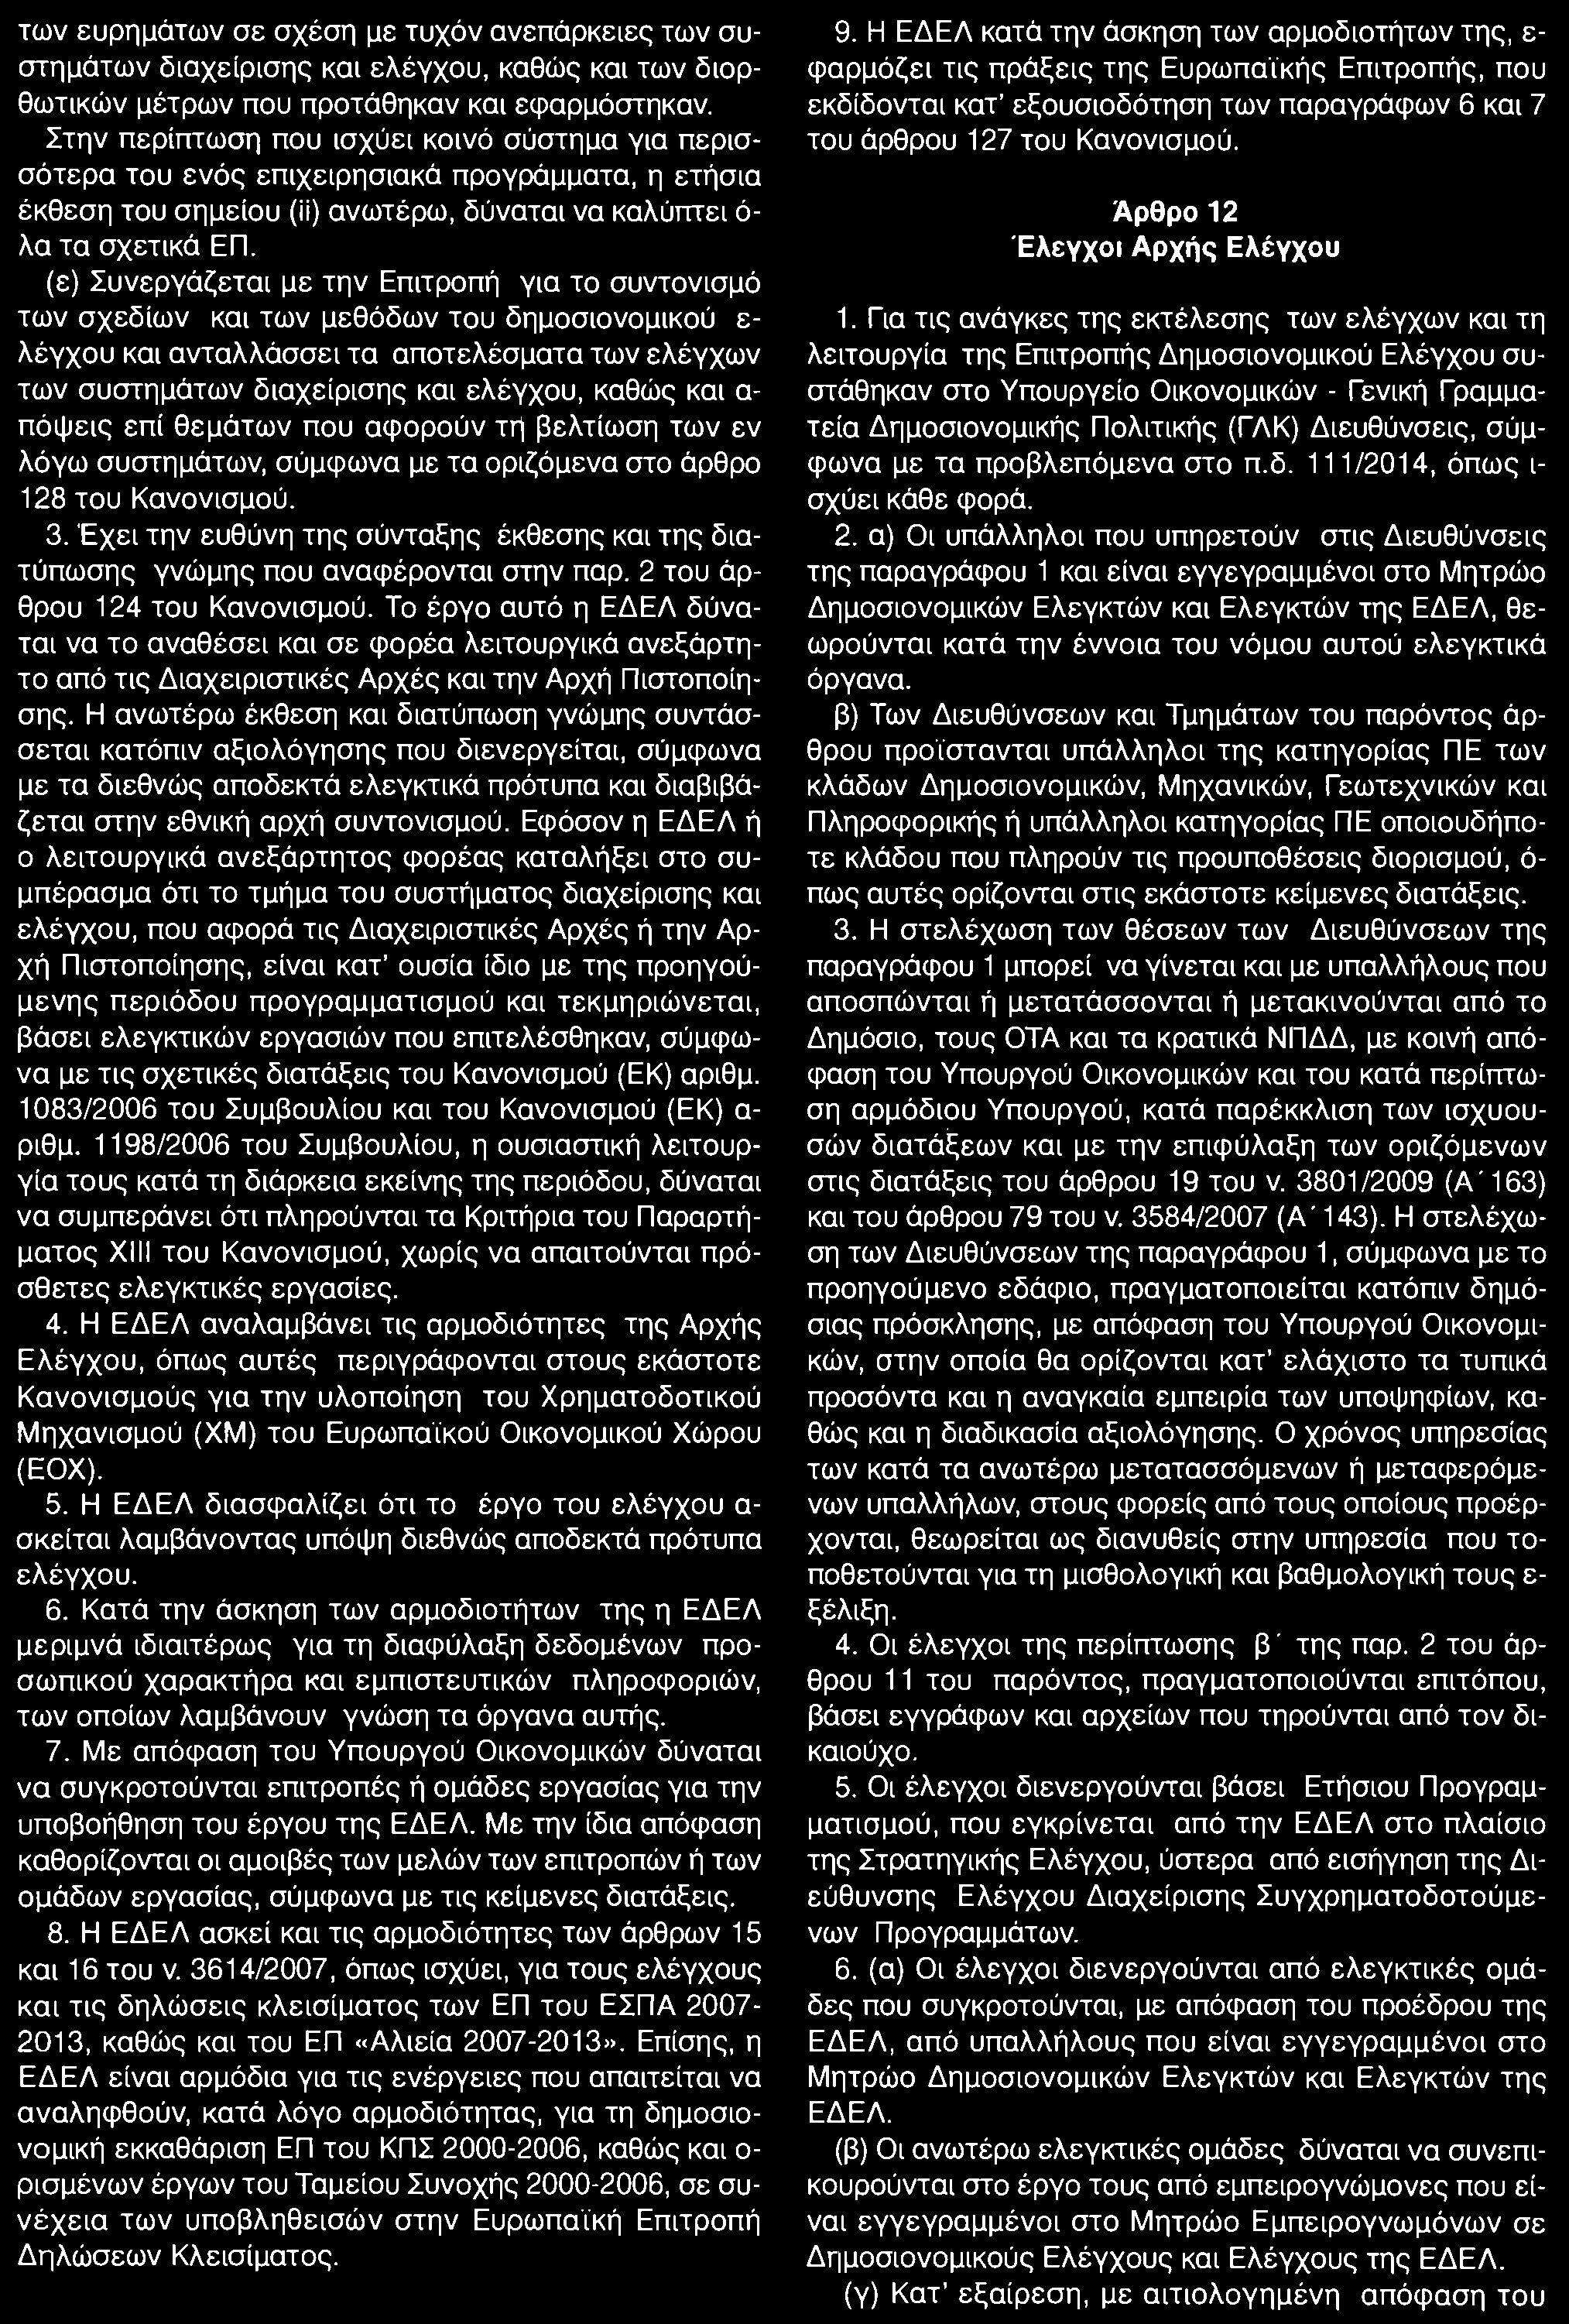 των ευρημάτων σε σχέση με τυχόν ανεπάρκειες των συ-
στημάτων διαχείρισης και ελέγχου, καθώς και των διορ-
θωτικών μέτρων που προτάθηκαν και εφαρμόστηκαν.
Στην περίπτωση που ισχύει κοινό σύστημα για περισ-
σότερα του ενός επιχειρησιακά προγράμματα, η ετήσια
έκθεση του σημείου (ii) ανωτέρω, δύναται να καλύπτει ό-
λα τα σχετικά ΕΠ.
(ε) Συνεργάζεται με την Επιτροπή για το συντονισμό
των σχεδίων και των μεθόδων του δημοσιονομικού ε-
λέγχου και ανταλλάσσει τα αποτελέσματα των ελέγχων
των συστημάτων διαχείρισης και ελέγχου, καθώς και α-
πόψεις επί θεμάτων που αφορούν τη βελτίωση των εν
λόγω συστημάτων, σύμφωνα με τα οριζόμενα στο άρθρο
128 του Κανονισμού.
3. Έχει την ευθύνη της σύνταξης έκθεσης και της δια-
τύπωσης γνώμης που αναφέρονται στην παρ. 2 του άρ-
θρου 124 του Κανονισμού. Το έργο αυτό η ΕΔΕΛ δύνα-
ται να το αναθέσει και σε φορέα λειτουργικά ανεξάρτη-
το από τις Διαχειριστικές Αρχές και την Αρχή Πιστοποίη-
σης. Η ανωτέρω έκθεση και διατύπωση γνώμης συντάσ-
σεται κατόπιν αξιολόγησης που διενεργείται, σύμφωνα
με τα διεθνώς αποδεκτά ελεγκτικά πρότυπα και διαβιβά-
ζεται στην εθνική αρχή συντονισμού. Εφόσον η ΕΔΕΛ ή
ο λειτουργικά ανεξάρτητος φορέας καταλήξει στο συ-
μπέρασμα ότι το τμήμα του συστήματος διαχείρισης και
ελέγχου, που αφορά τις Διαχειριστικές Αρχές ή την Αρ-
χή Πιστοποίησης, είναι κατ' ουσία ίδιο με της προηγού-
μενης περιόδου προγραμματισμού και τεκμηριώνεται,
βάσει ελεγκτικών εργασιών που επιτελέσθηκαν, σύμφω-
να με τις σχετικές διατάξεις του Κανονισμού (ΕΚ) αριθμ.
1083/2006 του Συμβουλίου και του Κανονισμού (ΕΚ) α-
ριθμ. 1198/2006 του Συμβουλίου, η ουσιαστική λειτουρ-
γία τους κατά τη διάρκεια εκείνης της περιόδου, δύναται
να συμπεράνει ότι πληρούνται τα Κριτήρια του Παραρτή-
ματος XIII του Κανονισμού, χωρίς να απαιτούνται πρό-
σθετες ελεγκτικές εργασίες.
4. Η ΕΔΕΛ αναλαμβάνει τις αρμοδιότητες της Αρχής
Ελέγχου, όπως αυτές περιγράφονται στους εκάστοτε
Κανονισμούς για την υλοποίηση του Χρηματοδοτικού
Μηχανισμού (ΧΜ) του Ευρωπαϊκού Οικονομικού Χώρου
(ΕΟΧ).
5. Η ΕΔΕΛ διασφαλίζει ότι το έργο του ελέγχου α-
σκείται λαμβάνοντας υπόψη διεθνώς αποδεκτά πρότυπα
ελέγχου.
6. Κατά την άσκηση των αρμοδιοτήτων της η ΕΔΕΛ
μεριμνά ιδιαιτέρως για τη διαφύλαξη δεδομένων προ-
σωπικού χαρακτήρα και εμπιστευτικών πληροφοριών,
των οποίων λαμβάνουν γνώση τα όργανα αυτής.
7. Με απόφαση του Υπουργού Οικονομικών δύναται
να συγκροτούνται επιτροπές ή ομάδες εργασίας για την
υποβοήθηση του έργου της ΕΔΕΛ. Με την ίδια απόφαση
καθορίζονται οι αμοιβές των μελών των επιτροπών ή των
ομάδων εργασίας, σύμφωνα με τις κείμενες διατάξεις.
8. Η ΕΔΕΛ ασκεί και τις αρμοδιότητες των άρθρων 15
και 16 του ν. 3614/2007, όπως ισχύει, για τους ελέγχους
και τις δηλώσεις κλεισίματος των ΕΠ του ΕΣΠΑ 2007-
2013, καθώς και του ΕΠ «Αλιεία 2007-2013». Επίσης, η
ΕΔΕΛ είναι αρμόδια για τις ενέργειες που απαιτείται να
αναληφθούν, κατά λόγο αρμοδιότητας, για τη δημοσιο-
νομική εκκαθάριση ΕΠ του ΚΠΣ 2000-2006, καθώς και ο-
ρισμένων έργων του Ταμείου Συνοχής 2000-2006, σε συ-
νέχεια των υποβληθεισών στην Ευρωπαϊκή Επιτροπή
Δηλώσεων Κλεισίματος.
9. Η ΕΔΕΛ κατά την άσκηση των αρμοδιοτήτων της, ε-
φαρμόζει τις πράξεις της Ευρωπαϊκής Επιτροπής, που
εκδίδονται κατ' εξουσιοδότηση των παραγράφων 6 και 7
του άρθρου 127 του Κανονισμού.
Άρθρο 12
Έλεγχοι Αρχής Ελέγχου
1. Για τις ανάγκες της εκτέλεσης των ελέγχων και τη
λειτουργία της Επιτροπής Δημοσιονομικού Ελέγχου συ-
στάθηκαν στο Υπουργείο Οικονομικών - Γενική Γραμμα-
τεία Δημοσιονομικής Πολιτικής (ΓΛΚ) Διευθύνσεις, σύμ-
φωνα με τα προβλεπόμενα στο π.δ. 111/2014, όπως ι-
σχύει κάθε φορά.
2. α) Οι υπάλληλοι που υπηρετούν στις Διευθύνσεις
της παραγράφου 1 και είναι εγγεγραμμένοι στο Μητρώο
Δημοσιονομικών Ελεγκτών και Ελεγκτών της ΕΔΕΛ, θε-
ωρούνται κατά την έννοια του νόμου αυτού ελεγκτικά
όργανα.
β) Των Διευθύνσεων και Τμημάτων του παρόντος άρ-
θρου προΐστανται υπάλληλοι της κατηγορίας ΠΕ των
κλάδων Δημοσιονομικών, Μηχανικών, Γεωτεχνικών και
Πληροφορικής ή υπάλληλοι κατηγορίας ΠΕ οποιουδήπο-
τε κλάδου που πληρούν τις προυποθέσεις διορισμού, ό-
πως αυτές ορίζονται στις εκάστοτε κείμενες διατάξεις.
3. Η στελέχωση των θέσεων των Διευθύνσεων της
παραγράφου 1 μπορεί να γίνεται και με υπαλλήλους που
αποσπώνται ή μετατάσσονται ή μετακινούνται από το
Δημόσιο, τους ΟΤΑ και τα κρατικά ΝΠΔΔ, με κοινή από-
φαση του Υπουργού Οικονομικών και του κατά περίπτω-
ση αρμόδιου Υπουργού, κατά παρέκκλιση των ισχυου-
σών διατάξεων και με την επιφύλαξη των οριζόμενων
στις διατάξεις του άρθρου 19 του ν. 3801/2009 (Α΄163)
και του άρθρου 79 του ν. 3584/2007 (Α΄143). Η στελέχω-
ση των Διευθύνσεων της παραγράφου 1, σύμφωνα με το
προηγούμενο εδάφιο, πραγματοποιείται κατόπιν δημό-
σιας πρόσκλησης, με απόφαση του Υπουργού Οικονομι-
κών, στην οποία θα ορίζονται κατ' ελάχιστο τα τυπικά
προσόντα και η αναγκαία εμπειρία των υποψηφίων, κα-
θώς και η διαδικασία αξιολόγησης. Ο χρόνος υπηρεσίας
των κατά τα ανωτέρω μετατασσόμενων ή μεταφερόμε-
νων υπαλλήλων, στους φορείς από τους οποίους προέρ-
χονται, θεωρείται ως διανυθείς στην υπηρεσία που το-
ποθετούνται για τη μισθολογική και βαθμολογική τους ε-
ξέλιξη.
4. Οι έλεγχοι της περίπτωσης β΄ της παρ. 2 του άρ-
θρου 11 του παρόντος, πραγματοποιούνται επιτόπου,
βάσει εγγράφων και αρχείων που τηρούνται από τον δι-
καιούχο.
5. Οι έλεγχοι διενεργούνται βάσει Ετήσιου Προγραμ-
ματισμού, που εγκρίνεται από την ΕΔΕΛ στο πλαίσιο
της Στρατηγικής Ελέγχου, ύστερα από εισήγηση της Δι-
εύθυνσης Ελέγχου Διαχείρισης Συγχρηματοδοτούμε-
νων Προγραμμάτων.
6. (α) Οι έλεγχοι διενεργούνται από ελεγκτικές ομά-
δες που συγκροτούνται, με απόφαση του προέδρου της
ΕΔΕΛ, από υπαλλήλους που είναι εγγεγραμμένοι στο
Μητρώο Δημοσιονομικών Ελεγκτών και Ελεγκτών της
ΕΔΕΛ.
(β) Οι ανωτέρω ελεγκτικές ομάδες δύναται να συνεπι-
κουρούνται στο έργο τους από εμπειρογνώμονες που εί-
ναι εγγεγραμμένοι στο Μητρώο Εμπειρογνωμόνων σε
Δημοσιονομικούς Ελέγχους και Ελέγχους της ΕΔΕΛ.
(γ) Κατ' εξαίρεση, με αιτιολογημένη απόφαση του